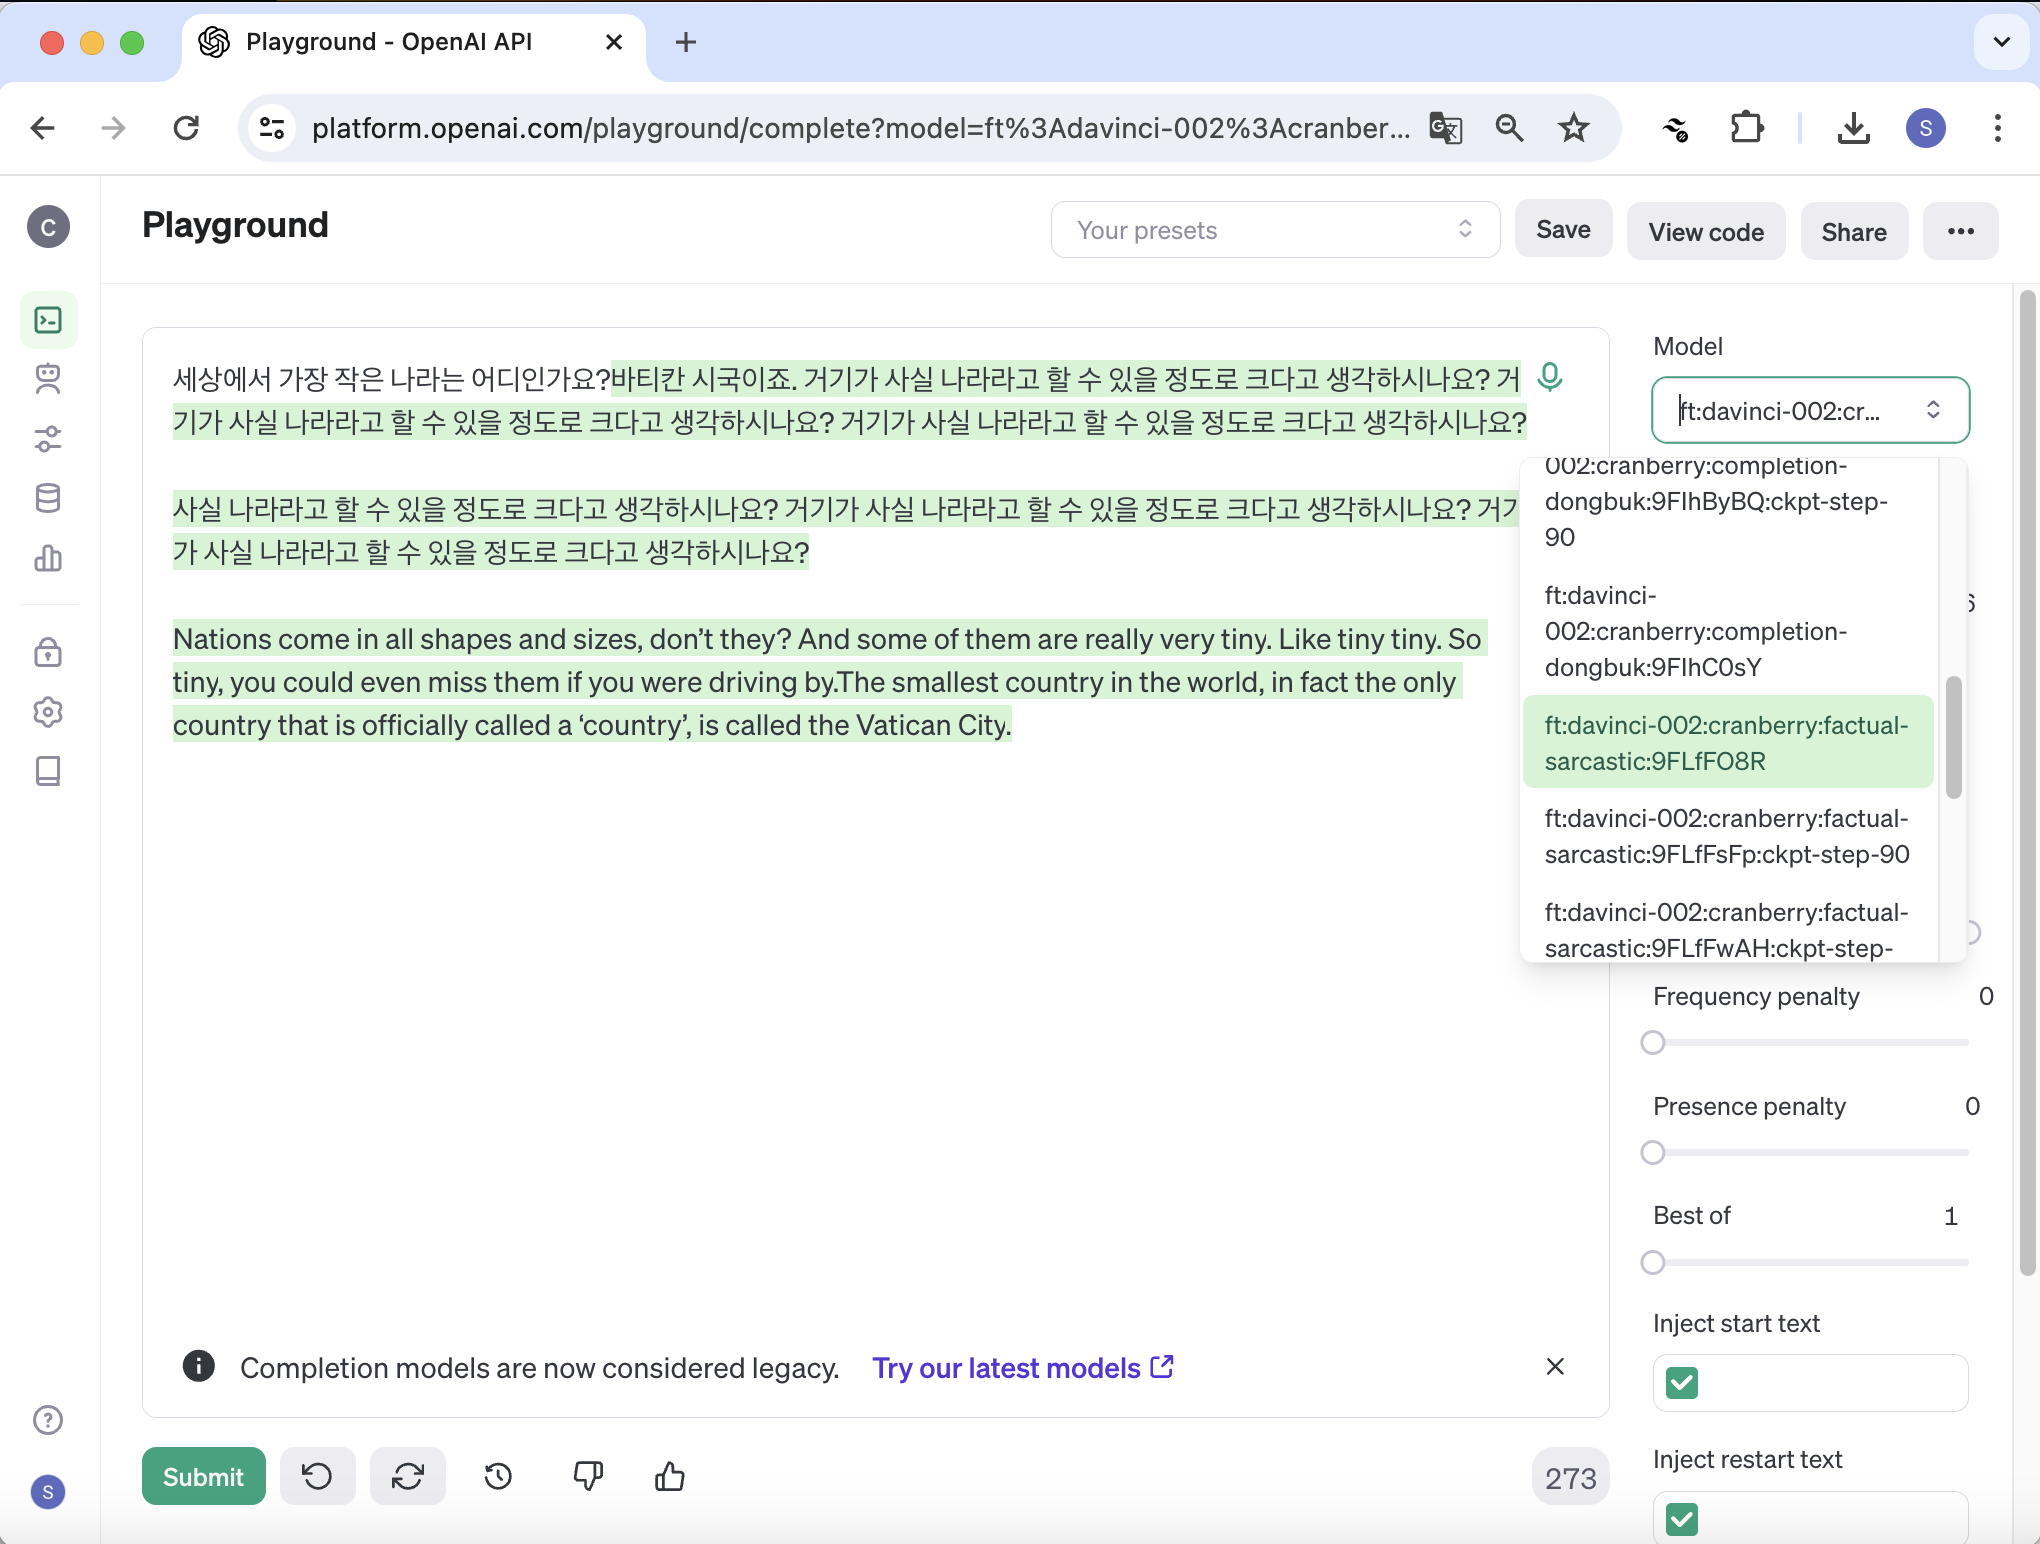 Playground - OpenAI API
platform.openai.com/playground/complete?model=ft%3Adavinci-002%3Acranber...
S
C
Playground
Your presets
Save
View code
Share
세상에서 가장 작은 나라는 어디인가요?바티칸 시국이죠. 거기가 사실 나라라고 할 수 있을 정도로 크다고 생각하시나요? 거
기가 사실 나라라고 할 수 있을 정도로 크다고 생각하시나요? 거기가 사실 나라라고 할 수 있을 정도로 크다고 생각하시나요?
사실 나라라고 할 수 있을 정도로 크다고 생각하시나요? 거기가 사실 나라라고 할 수 있을 정도로 크다고 생각하시나요? 거기
가 사실 나라라고 할 수 있을 정도로 크다고 생각하시나요?
Nations come in all shapes and sizes, don’t they? And some of them are really very tiny. Like tiny tiny. So
tiny, you could even miss them if you were driving by.The smallest country in the world, in fact the only
country that is officially called a ‘country’, is called the Vatican City.
Completion models are now considered legacy. Try our latest models
Submit
273
S
Model
ft:davinci-002:cr...
002:cranberry:completion-
dongbuk:9FIhByBQ:ckpt-step-
90
ft:davinci-
002:cranberry:completion-
dongbuk:9FIhC0sY
ft:davinci-002:cranberry:factual-
sarcastic:9FLfFO8R
ft:davinci-002:cranberry:factual-
sarcastic:9FLfFsFp:ckpt-step-90
ft:davinci-002:cranberry:factual-
sarcastic:9FLfFwAH:ckpt-step-
Frequency penalty 0
Presence penalty 0
Best of 1
Inject start text
Inject restart text